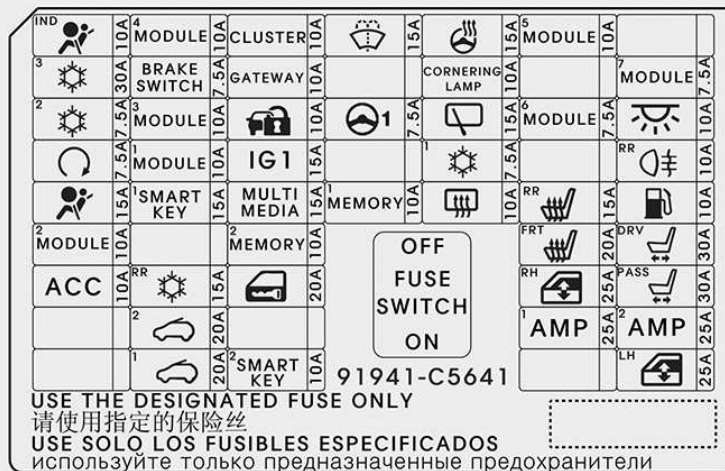 IND 10A 4 MODULE 10A CLUSTER 10A 15A 15A 5 MODULE 10A
3 30A BRAKE SWITCH 7.5A GATEWAY 10A CORNERING LAMP 10A 7 MODULE 7.5A
2 7.5A 3 MODULE 10A 10A 1 7.5A 15A 6 MODULE 7.5A 10A
7.5A 1 MODULE 10A IG1 15A 1 7.5A RR 10A
15A 1 SMART KEY 15A MULTI MEDIA 15A 1 MEMORY 10A 10A RR 15A 15A
2 MODULE 10A 2 MEMORY 10A OFF FRT 20A DRV 30A
ACC 10A RR 15A 20A FUSE RH 25A PASS 30A
2 20A SWITCH 1 AMP 25A 2 AMP 25A
1 20A 2 SMART KEY 10A ON LH 25A
91941-C5641
USE THE DESIGNATED FUSE ONLY
请使用指定的保险丝
USE SOLO LOS FUSIBLES ESPECIFICADOS
используйте только предназначенные предохранители